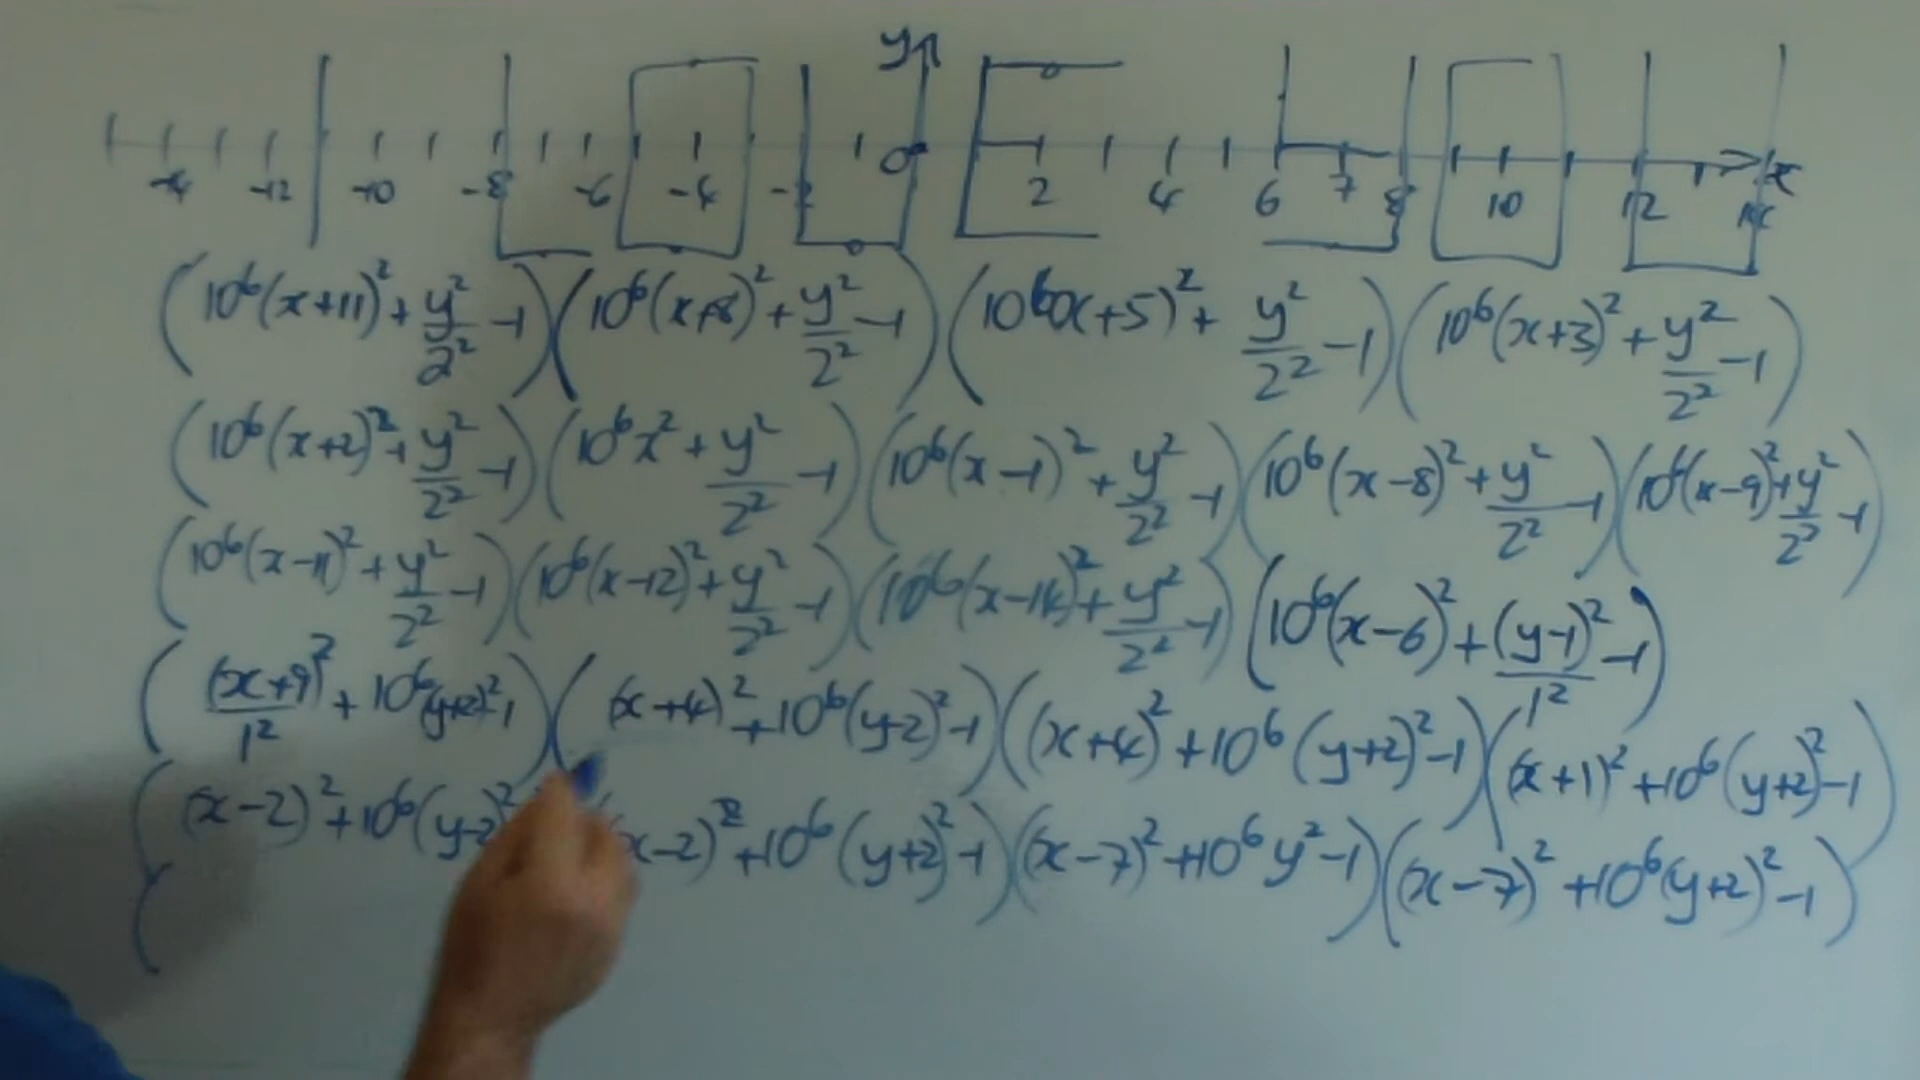 y
-12 -10 -8 -6 -4 -2 0 2 4 6 7 8 10 12 14 x
(10⁶(x+11)²+y²/2²-1)(10⁶(x+8)²+y²/2²-1)(10⁶(x+5)²+y²/2²-1)(10⁶(x+3)²+y²/2²-1)
(10⁶(x+2)²+y²/2²-1)(10⁶x²+y²/2²-1)(10⁶(x-1)²+y²/2²-1)(10⁶(x-8)²+y²/2²-1)(10⁶(x-9)²+y²/2²-1)
(10⁶(x-11)²+y²/2²-1)(10⁶(x-12)²+y²/2²-1)(10⁶(x-14)²+y²/2²-1)(10⁶(x-6)²+(y-1)²/1²-1)
((x+9)²/1²+10⁶(y+2)²-1)((x+4)²+10⁶(y-2)²-1)((x+4)²+10⁶(y+2)²-1)((x+1)²+10⁶(y+2)²-1)
((x-2)²+10⁶(y-2)² (x-2)²+10⁶(y+2)²-1)((x-7)²+10⁶y²-1)((x-7)²+10⁶(y+2)²-1)
(